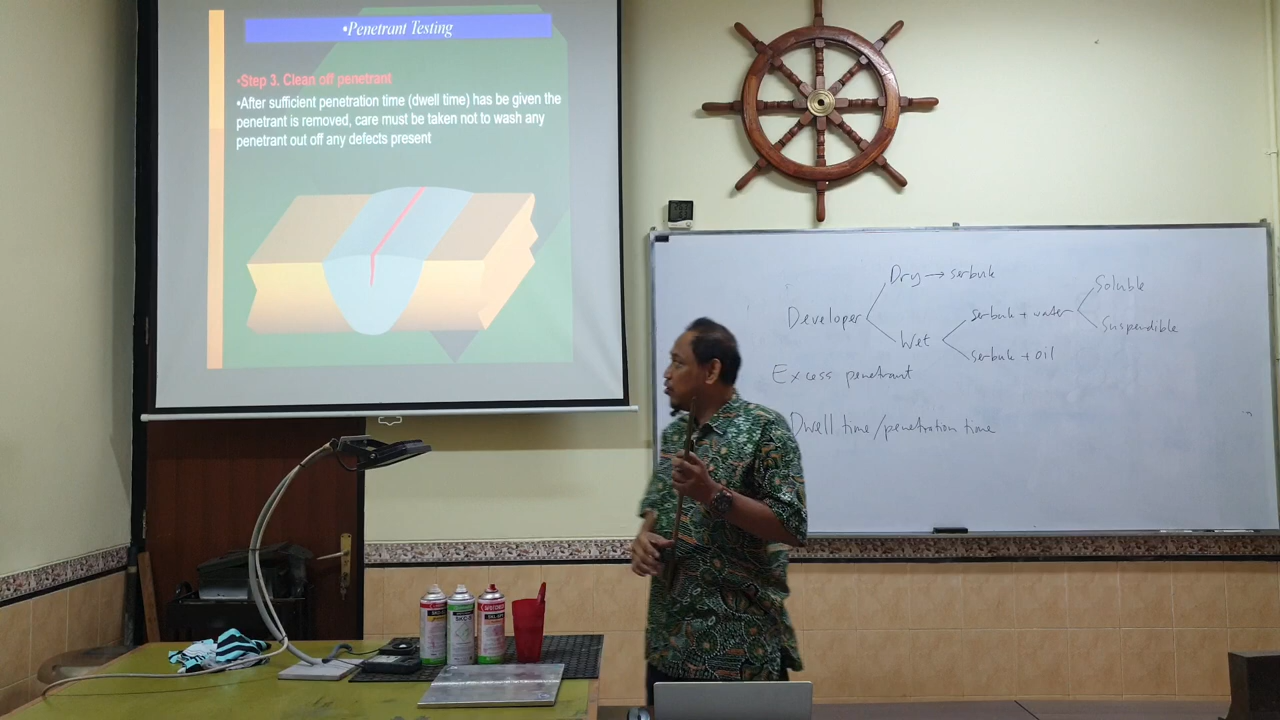 •Penetrant Testing
•Step 3. Clean off penetrant
•After sufficient penetration time (dwell time) has be given the
penetrant is removed, care must be taken not to wash any
penetrant out off any defects present
Dry → serbuk
Developer
Wet
serbuk + water
Soluble
Suspendible
serbuk + oil
Excess penetrant
Dwell time/penetration time